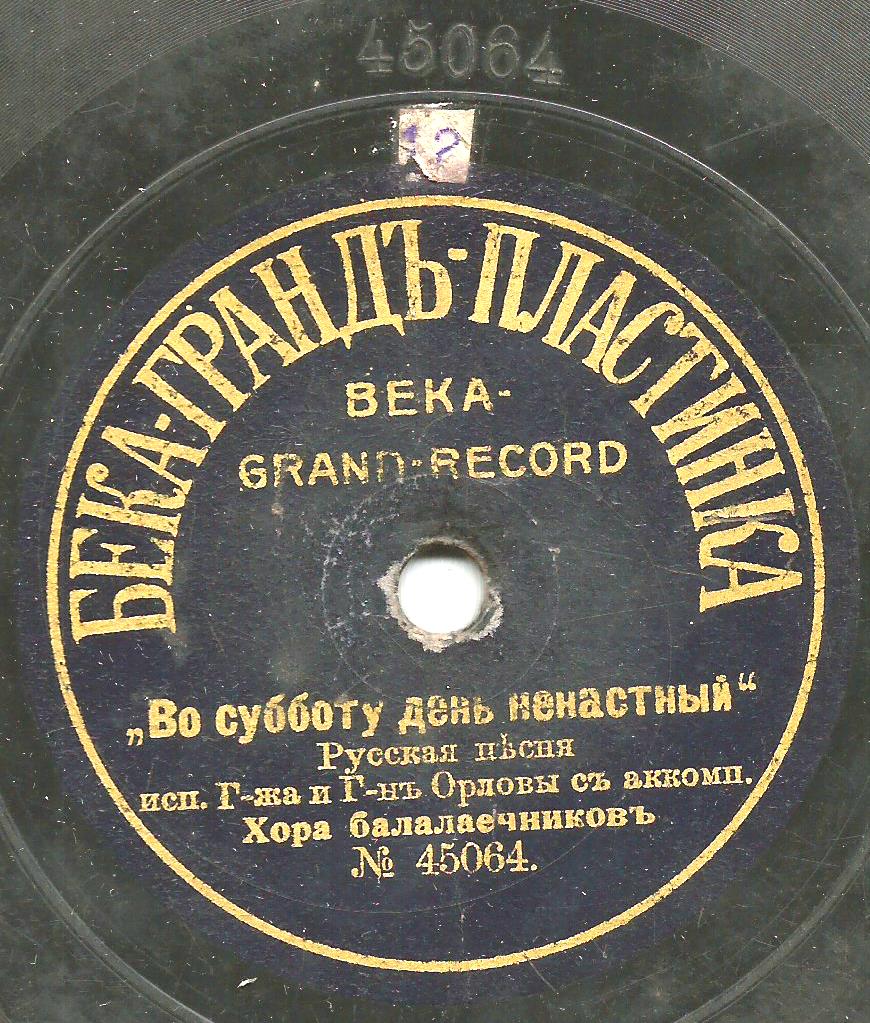 45064
БЕКА-ГРАНДЪ-ПЛАСТИНКА
BEKA-
GRAND-RECORD
„Во субботу день ненастный“
Русская пѣсня
исп. Г-жа и Г-нъ Орловы съ аккомп.
Хора балалаечниковъ
№ 45064.